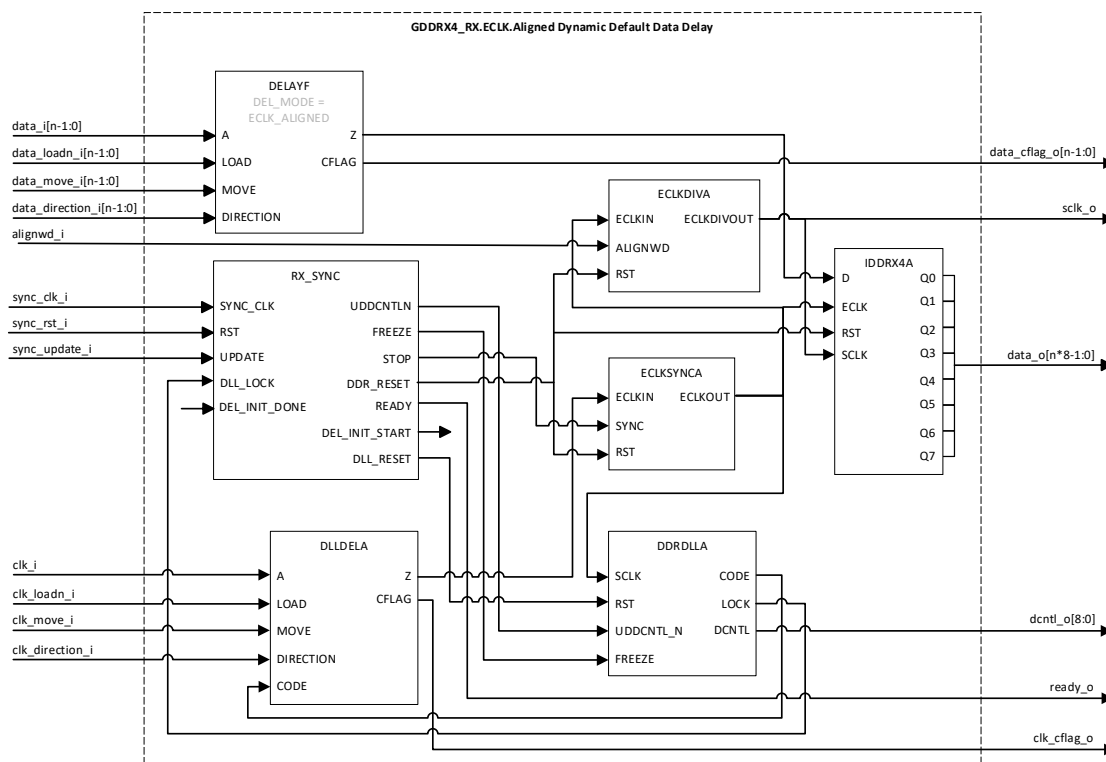 GDDRX4_RX.ECLK.Aligned Dynamic Default Data Delay
DELAYF
DEL_MODE =
ECLK_ALIGNED
data_i[n-1:0]
A
Z
data_loadn_i[n-1:0]
LOAD
CFLAG
data_cflag_o[n-1:0]
data_move_i[n-1:0]
MOVE
data_direction_i[n-1:0]
DIRECTION
alignwd_i
ECLKDIVA
ECLKIN
ECLKDIVOUT
ALIGNWD
RST
sclk_o
IDDRX4A
D
ECLK
RST
SCLK
Q0
Q1
Q2
Q3
Q4
Q5
Q6
Q7
data_o[n*8-1:0]
RX_SYNC
sync_clk_i
SYNC_CLK
sync_rst_i
RST
sync_update_i
UPDATE
DLL_LOCK
DEL_INIT_DONE
UDDCNTLN
FREEZE
STOP
DDR_RESET
READY
DEL_INIT_START
DLL_RESET
ECLKSYNCA
ECLKIN
ECLKOUT
SYNC
RST
DLLDELA
clk_i
A
Z
clk_loadn_i
LOAD
CFLAG
clk_move_i
MOVE
clk_direction_i
DIRECTION
CODE
DDRDLLA
SCLK
CODE
RST
LOCK
UDDCNTL_N
DCNTL
FREEZE
dcntl_o[8:0]
ready_o
clk_cflag_o